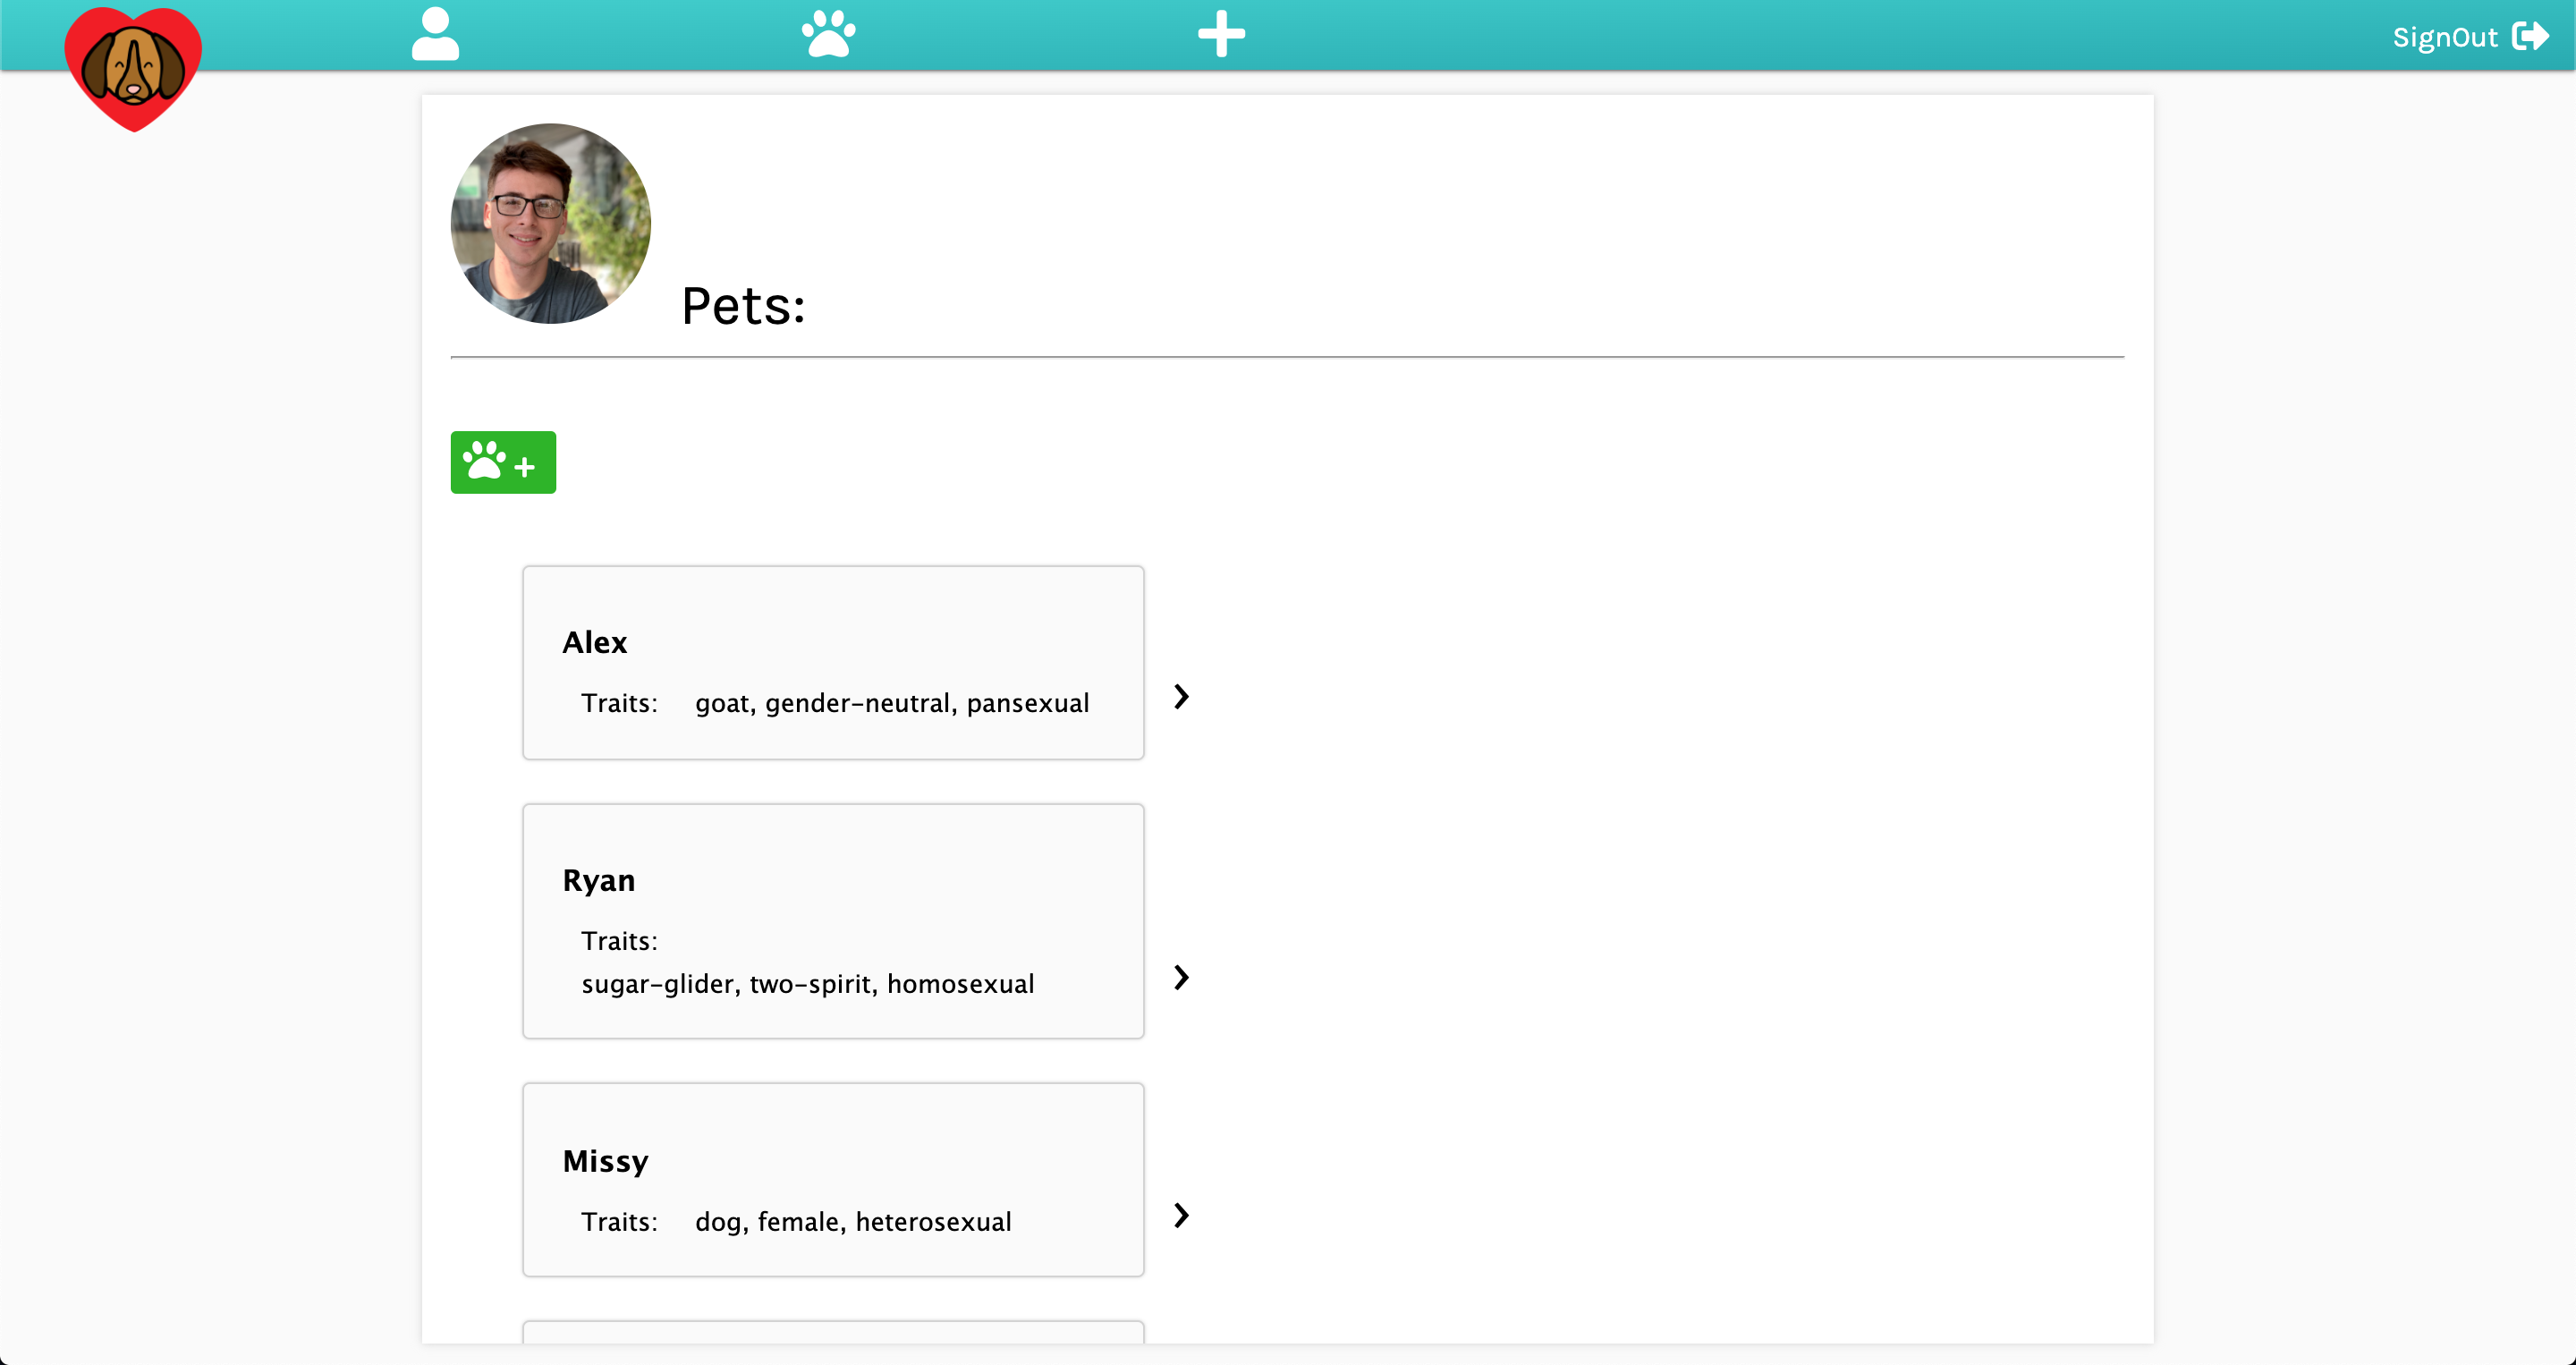 SignOut
Pets:
Alex
Traits: goat, gender-neutral, pansexual
Ryan
Traits:
sugar-glider, two-spirit, homosexual
Missy
Traits: dog, female, heterosexual